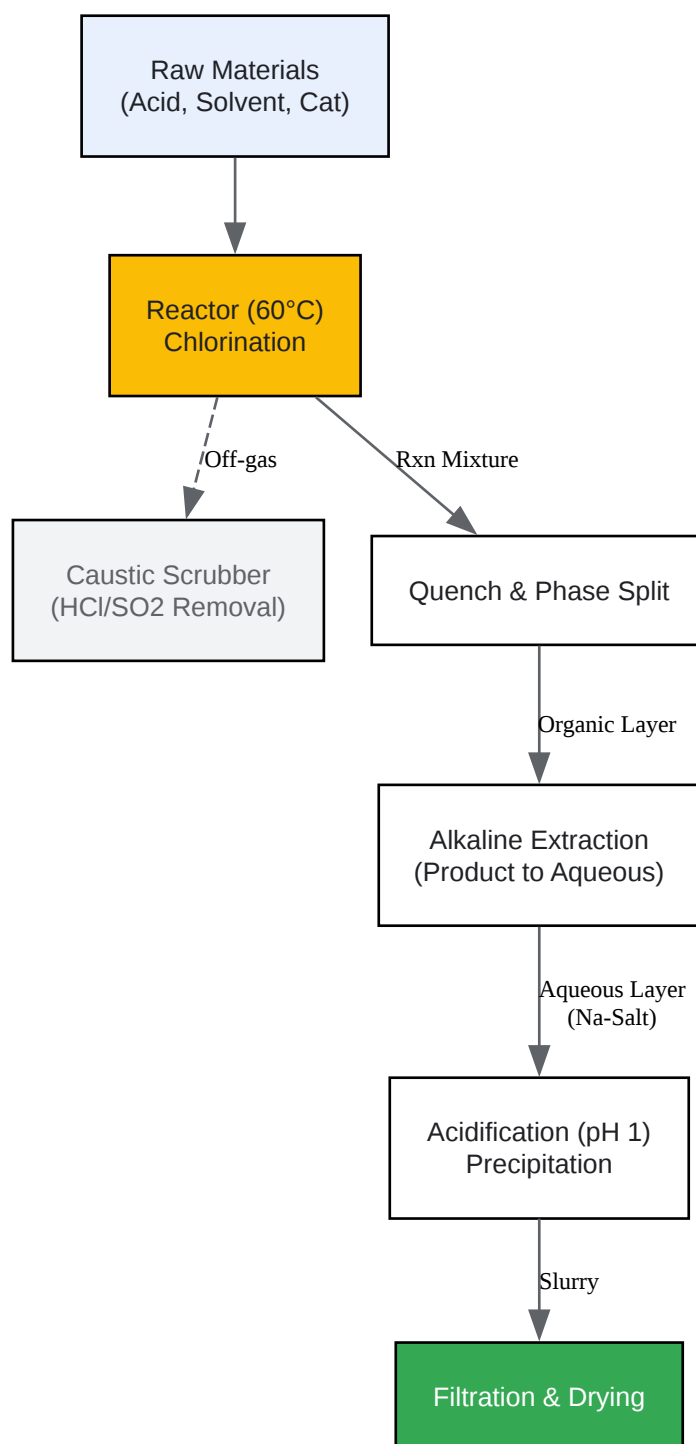 Raw Materials
(Acid, Solvent, Cat)
Reactor (60°C)
Chlorination
Off-gas
Rxn Mixture
Caustic Scrubber
(HCl/SO2 Removal)
Quench & Phase Split
Organic Layer
Alkaline Extraction
(Product to Aqueous)
Aqueous Layer
(Na-Salt)
Acidification (pH 1)
Precipitation
Slurry
Filtration & Drying